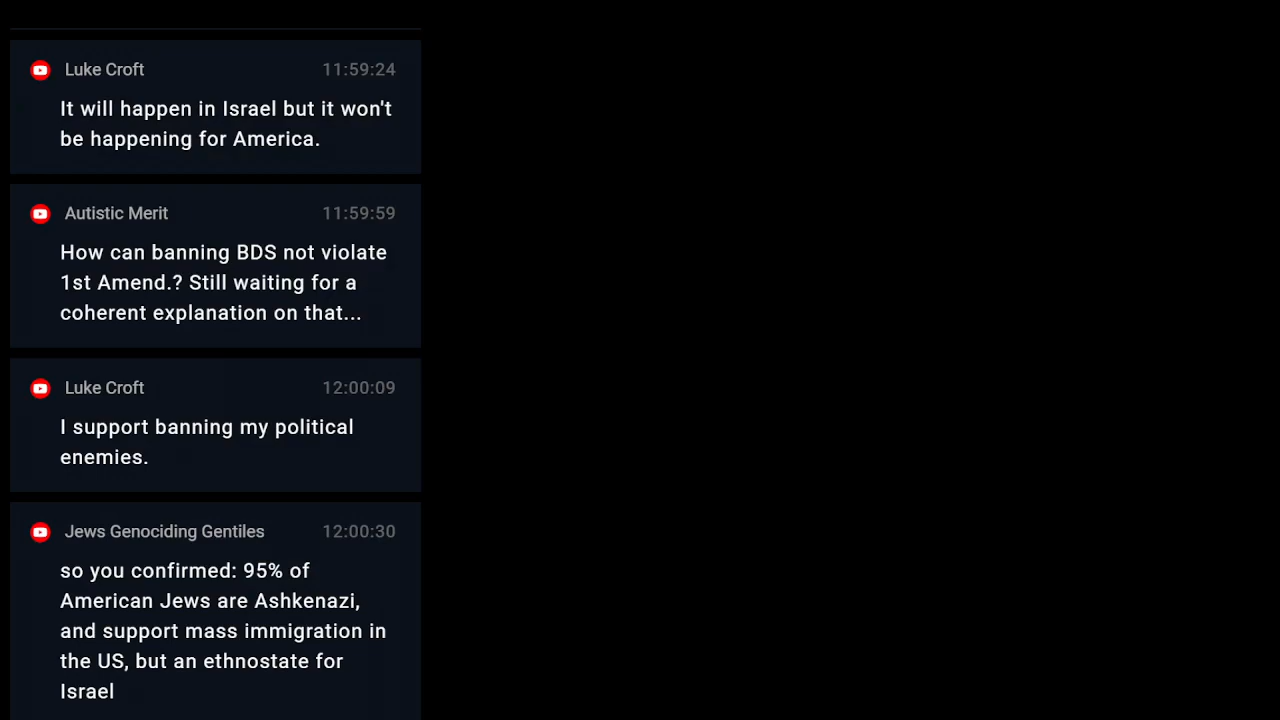 Luke Croft 11:59:24
It will happen in Israel but it won't
be happening for America.
Autistic Merit 11:59:59
How can banning BDS not violate
1st Amend.? Still waiting for a
coherent explanation on that...
Luke Croft 12:00:09
I support banning my political
enemies.
Jews Genociding Gentiles 12:00:30
so you confirmed: 95% of
American Jews are Ashkenazi,
and support mass immigration in
the US, but an ethnostate for
Israel